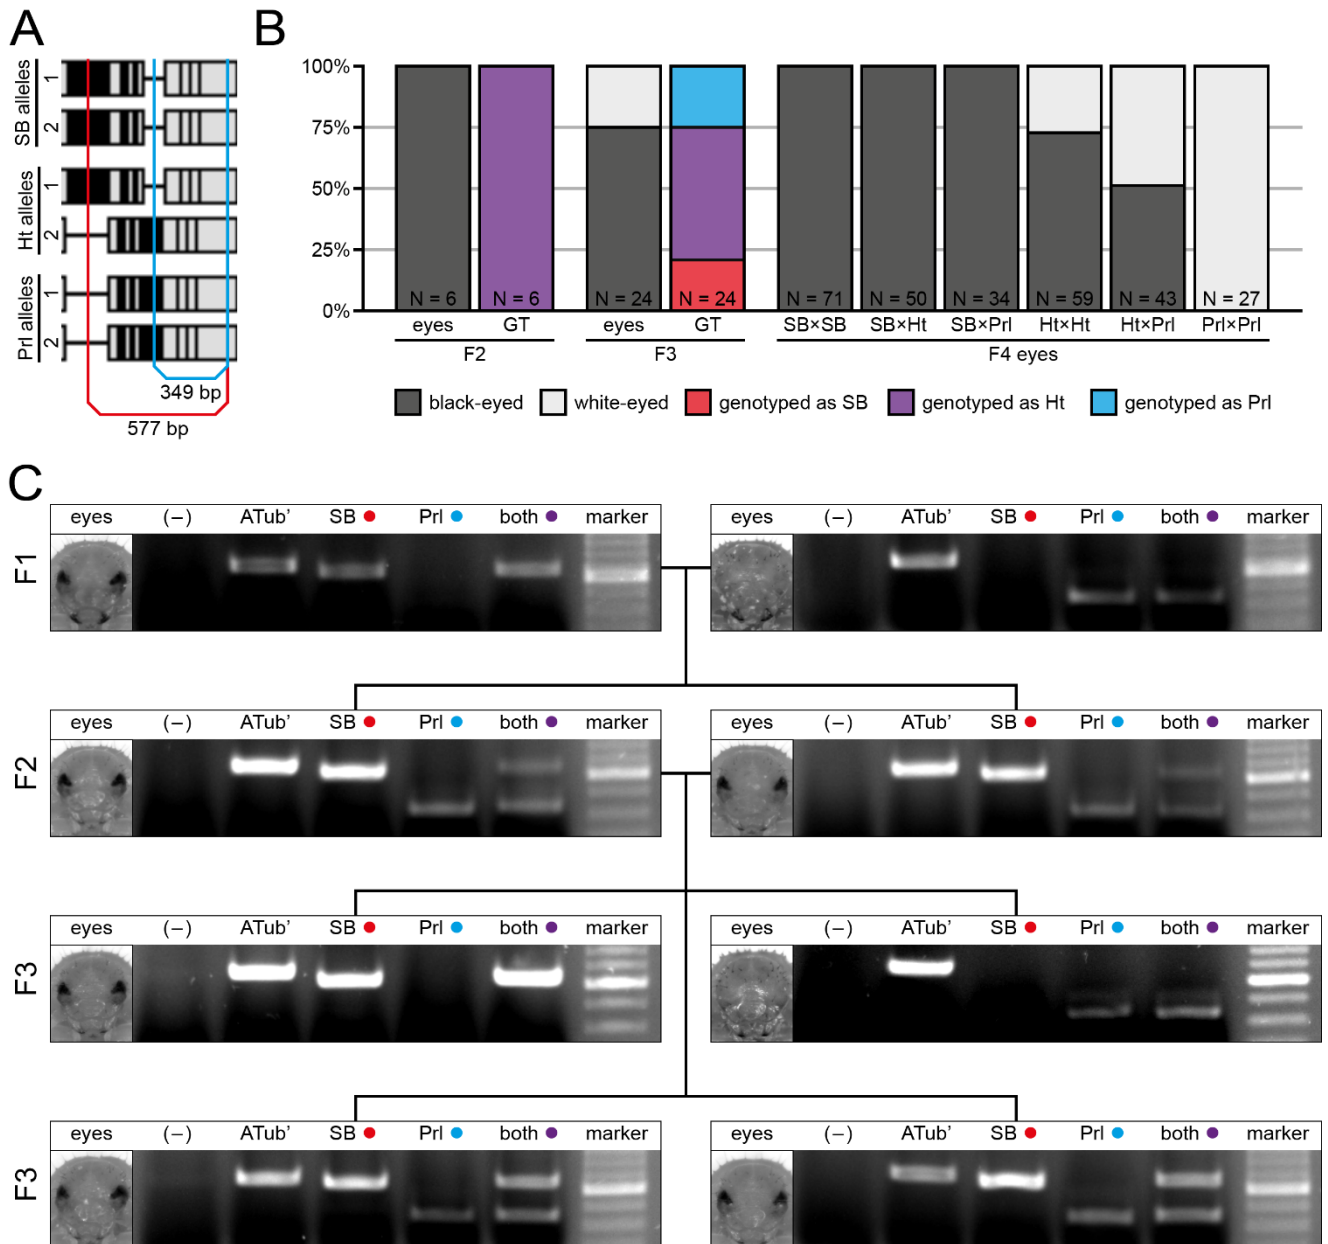 A
SB alleles
1
2
Ht alleles
1
2
Prl alleles
1
2
349 bp
577 bp
B
100%
75%
50%
25%
0%
N = 6 N = 6 N = 24 N = 24 N = 71 N = 50 N = 34 N = 59 N = 43 N = 27
eyes GT eyes GT SB×SB SB×Ht SB×Prl Ht×Ht Ht×Prl Prl×Prl
F2 F3 F4 eyes
black-eyed white-eyed genotyped as SB genotyped as Ht genotyped as Prl
C
F1
eyes (−) ATub' SB Prl both marker
eyes (−) ATub' SB Prl both marker
F2
eyes (−) ATub' SB Prl both marker
eyes (−) ATub' SB Prl both marker
F3
eyes (−) ATub' SB Prl both marker
eyes (−) ATub' SB Prl both marker
F3
eyes (−) ATub' SB Prl both marker
eyes (−) ATub' SB Prl both marker